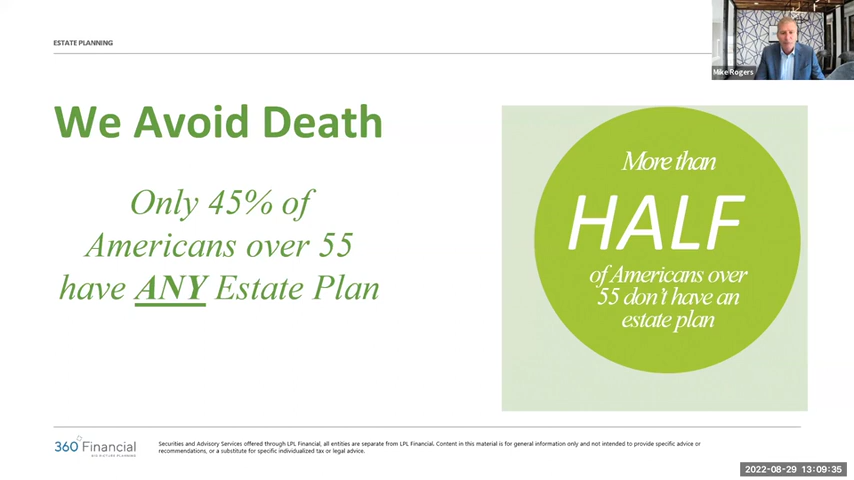 ESTATE PLANNING
Mike Rogers
We Avoid Death
Only 45% of
Americans over 55
have ANY Estate Plan
More than
HALF
of Americans over
55 don't have an
estate plan
360 Financial
BIG PICTURE PLANNING
Securities and Advisory Services offered through LPL Financial, all entities are separate from LPL Financial. Content in this material is for general information only and not intended to provide specific advice or
recommendations, or a substitute for specific individualized tax or legal advice.
2022-08-29 13:09:35